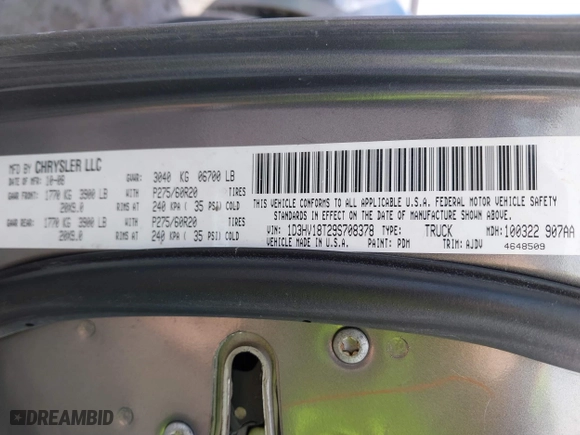 MFD BY CHRYSLER LLC
DATE OF MFR: 10-08 GVWR: 3040 KG 06700 LB
GAWR FRONT: 1770 KG 3900 LB WITH P275/60R20 TIRES
20X9.0 RIMS AT 240 KPA ( 35 PSI) COLD
GAWR REAR: 1770 KG 3900 LB WITH P275/60R20 TIRES
20X9.0 RIMS AT 240 KPA ( 35 PSI) COLD
THIS VEHICLE CONFORMS TO ALL APPLICABLE U.S.A. FEDERAL MOTOR VEHICLE SAFETY
STANDARDS IN EFFECT ON THE DATE OF MANUFACTURE SHOWN ABOVE.
VIN: 1D3HV18T29S708378 TYPE: TRUCK MDH: 100322 907AA
VEHICLE MADE IN U.S.A. PAINT: PDM TRIM: AJDV 4648509
DREAMBID